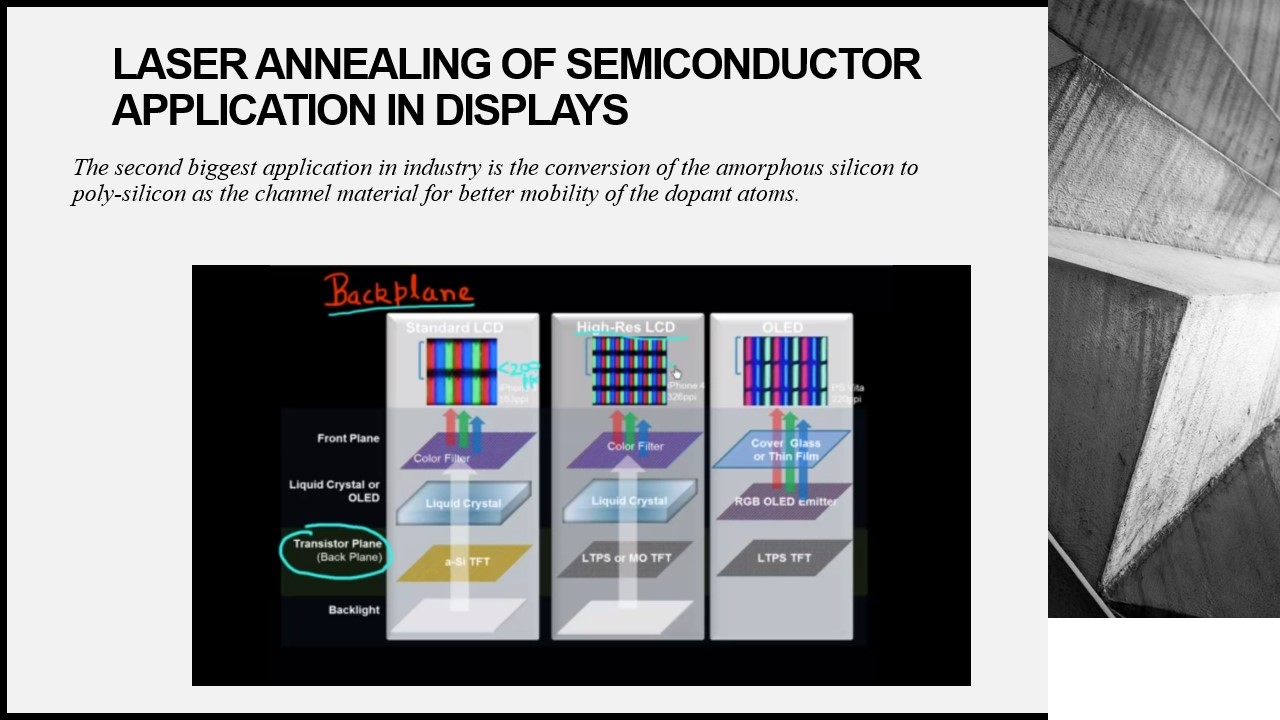 LASER ANNEALING OF SEMICONDUCTOR
APPLICATION IN DISPLAYS
The second biggest application in industry is the conversion of the amorphous silicon to
poly-silicon as the channel material for better mobility of the dopant atoms.
Backplane
Standard LCD
High-Res LCD
OLED
<200
iPhone 4
326ppi
PS Vita
220ppi
Front Plane
Color Filter
Color Filter
Cover Glass
or Thin Film
Liquid Crystal or
OLED
Liquid Crystal
Liquid Crystal
RGB OLED Emitter
Transistor Plane
(Back Plane)
a-Si TFT
LTPS or MO TFT
LTPS TFT
Backlight